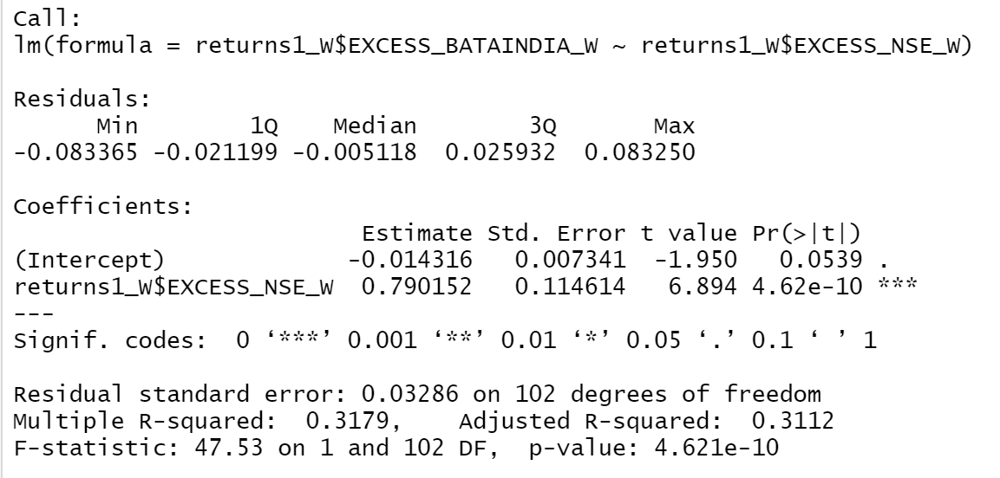 Call:
lm(formula = returns1_W$EXCESS_BATAINDIA_W ~ returns1_W$EXCESS_NSE_W)
Residuals:
Min 1Q Median 3Q Max
-0.083365 -0.021199 -0.005118 0.025932 0.083250
Coefficients:
Estimate Std. Error t value Pr(>|t|)
(Intercept) -0.014316 0.007341 -1.950 0.0539 .
returns1_W$EXCESS_NSE_W 0.790152 0.114614 6.894 4.62e-10 ***
---
Signif. codes: 0 ‘***’ 0.001 ‘**’ 0.01 ‘*’ 0.05 ‘.’ 0.1 ‘ ’ 1
Residual standard error: 0.03286 on 102 degrees of freedom
Multiple R-squared: 0.3179, Adjusted R-squared: 0.3112
F-statistic: 47.53 on 1 and 102 DF, p-value: 4.621e-10